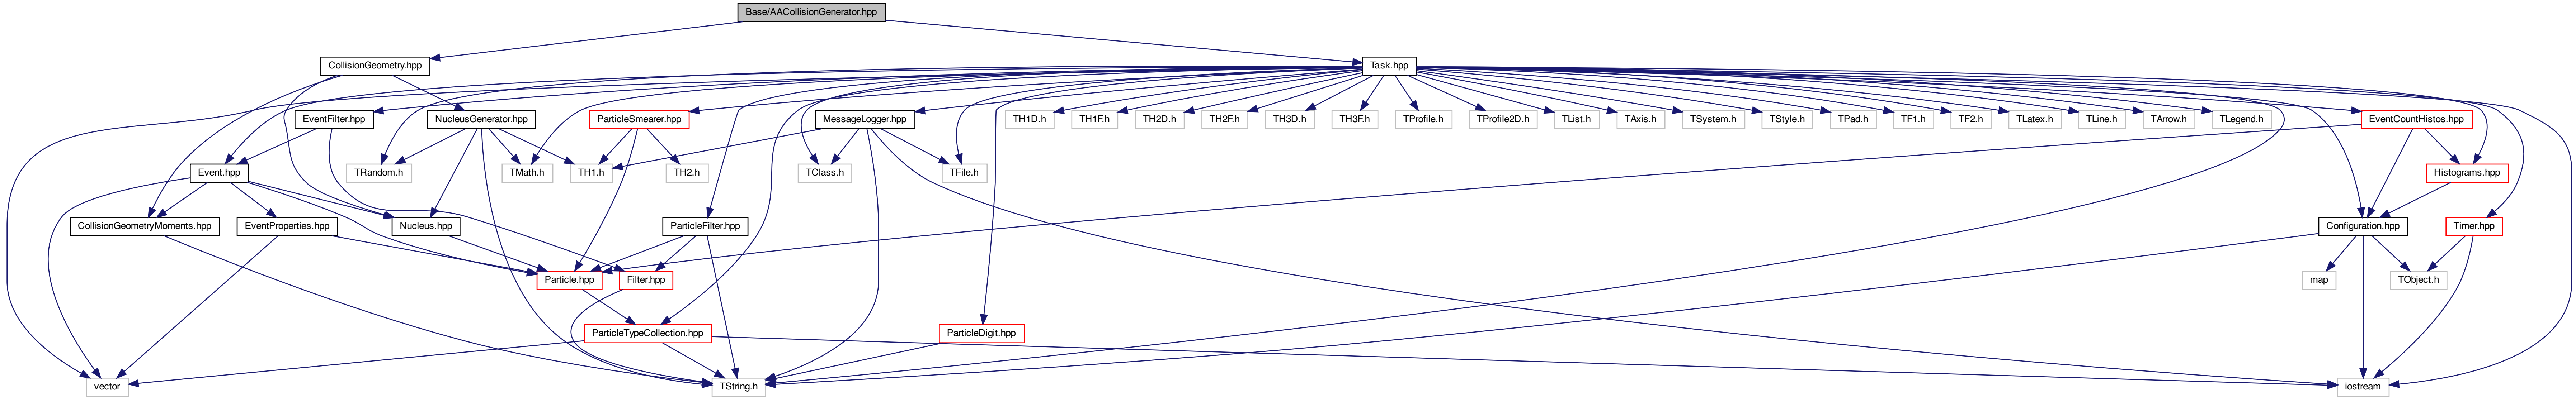 Base/AACollisionGenerator.hpp
CollisionGeometry.hpp
Task.hpp
EventFilter.hpp
NucleusGenerator.hpp
ParticleSmearer.hpp
MessageLogger.hpp
TH1D.h
TH1F.h
TH2D.h
TH2F.h
TH3D.h
TH3F.h
TProfile.h
TProfile2D.h
TList.h
TAxis.h
TSystem.h
TStyle.h
TPad.h
TF1.h
TF2.h
TLatex.h
TLine.h
TArrow.h
TLegend.h
EventCountHistos.hpp
Event.hpp
TRandom.h
TMath.h
TH1.h
TH2.h
TClass.h
TFile.h
Histograms.hpp
CollisionGeometryMoments.hpp
EventProperties.hpp
Nucleus.hpp
ParticleFilter.hpp
Configuration.hpp
Timer.hpp
Particle.hpp
Filter.hpp
map
TObject.h
ParticleTypeCollection.hpp
ParticleDigit.hpp
vector
TString.h
iostream